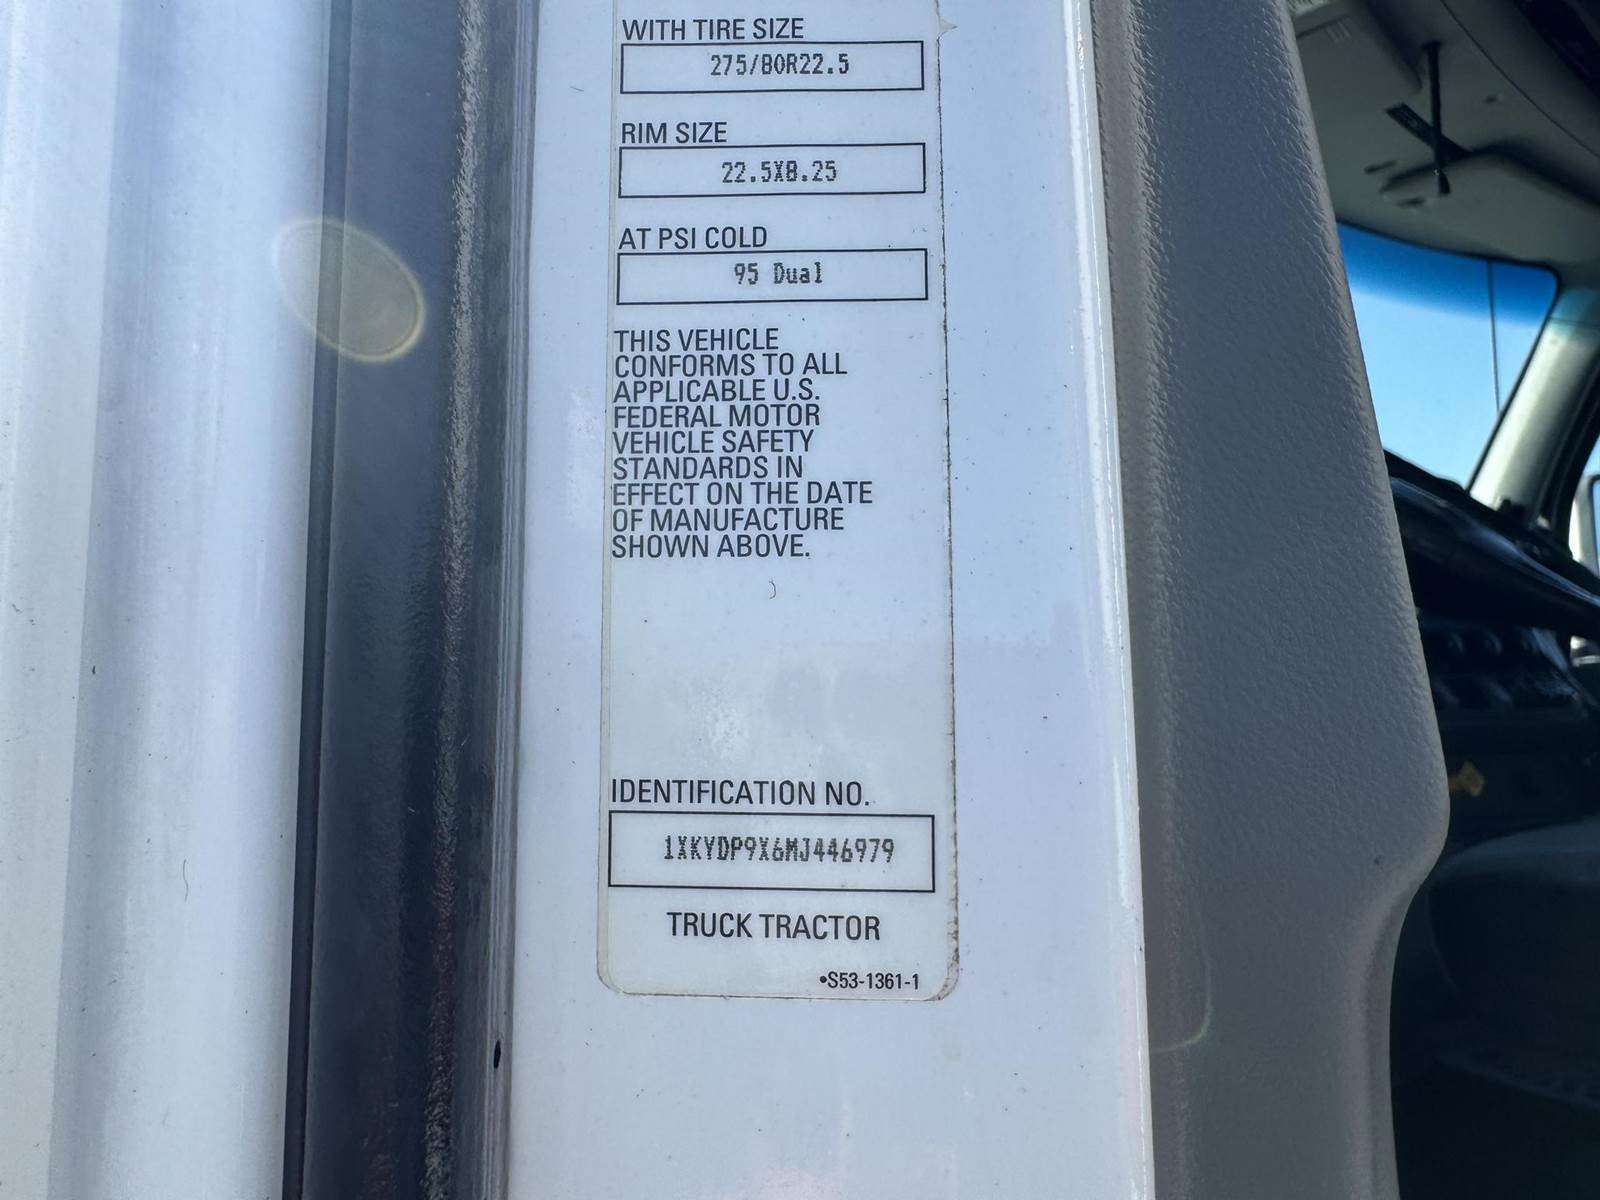 WITH TIRE SIZE
275/80R22.5
RIM SIZE
22.5X8.25
AT PSI COLD
95 Dual
THIS VEHICLE
CONFORMS TO ALL
APPLICABLE U.S.
FEDERAL MOTOR
VEHICLE SAFETY
STANDARDS IN
EFFECT ON THE DATE
OF MANUFACTURE
SHOWN ABOVE.
IDENTIFICATION NO.
1XKYDP9X6MJ446979
TRUCK TRACTOR
•S53-1361-1